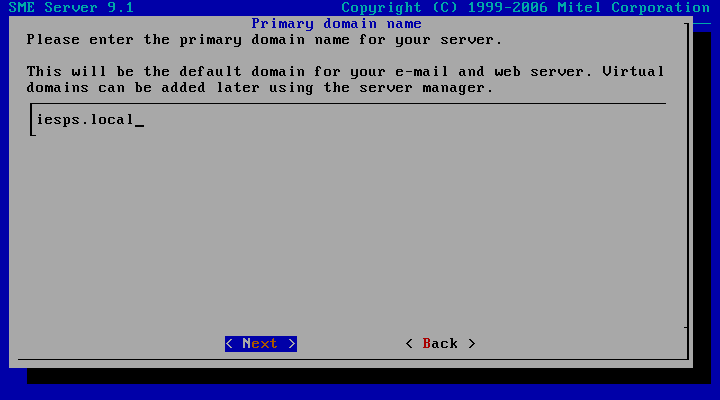 SME Server 9.1 Copyright (C) 1999-2006 Mitel Corporation
Primary domain name
Please enter the primary domain name for your server.
This will be the default domain for your e-mail and web server. Virtual
domains can be added later using the server manager.
iesps.local_
< Next > < Back >